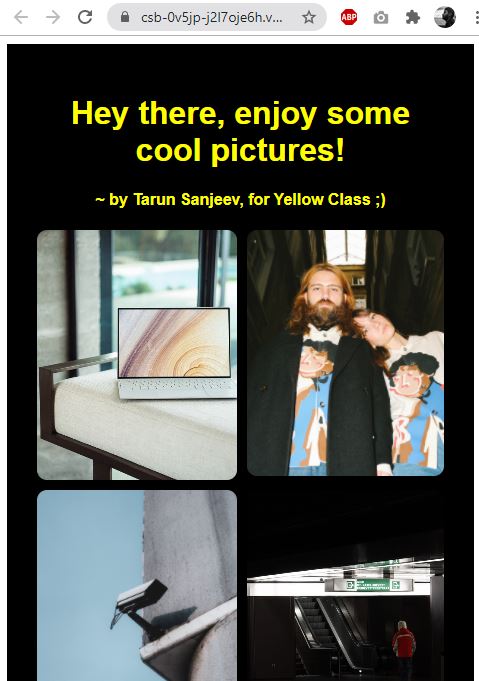 csb-0v5jp-j2l7oje6h.v...
ABP
Hey there, enjoy some
cool pictures!
~ by Tarun Sanjeev, for Yellow Class ;)